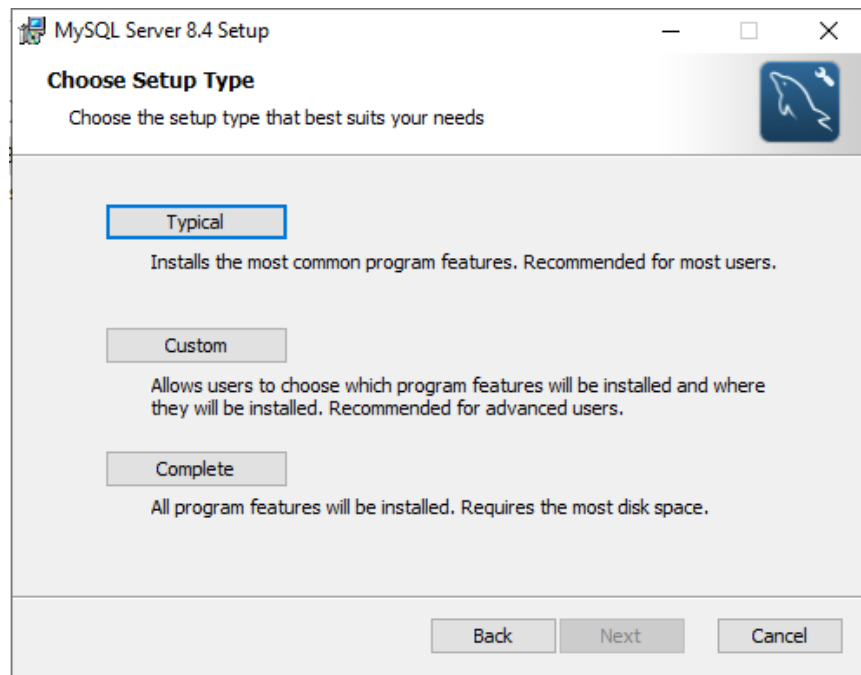 MySQL Server 8.4 Setup
Choose Setup Type
Choose the setup type that best suits your needs
Typical
Installs the most common program features. Recommended for most users.
Custom
Allows users to choose which program features will be installed and where
they will be installed. Recommended for advanced users.
Complete
All program features will be installed. Requires the most disk space.
Back
Next
Cancel